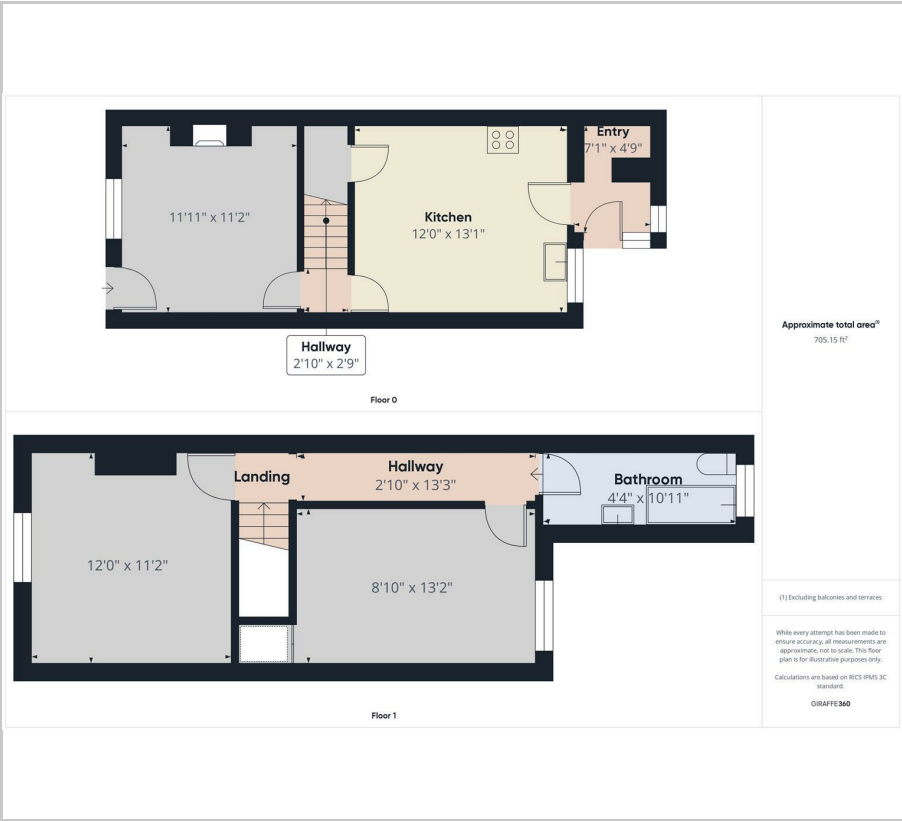 Entry
7'1" x 4'9"
11'11" x 11'2"
Kitchen
12'0" x 13'1"
Hallway
2'10" x 2'9"
Floor 0
Approximate total area⁽¹⁾
705.15 ft²
Landing
Hallway
2'10" x 13'3"
Bathroom
4'4" x 10'11"
12'0" x 11'2"
8'10" x 13'2"
Floor 1
(1) Excluding balconies and terraces
While every attempt has been made to
ensure accuracy, all measurements are
approximate, not to scale. This floor
plan is for illustrative purposes only.
Calculations are based on RICS IPMS 3C
standard.
GIRAFFE360